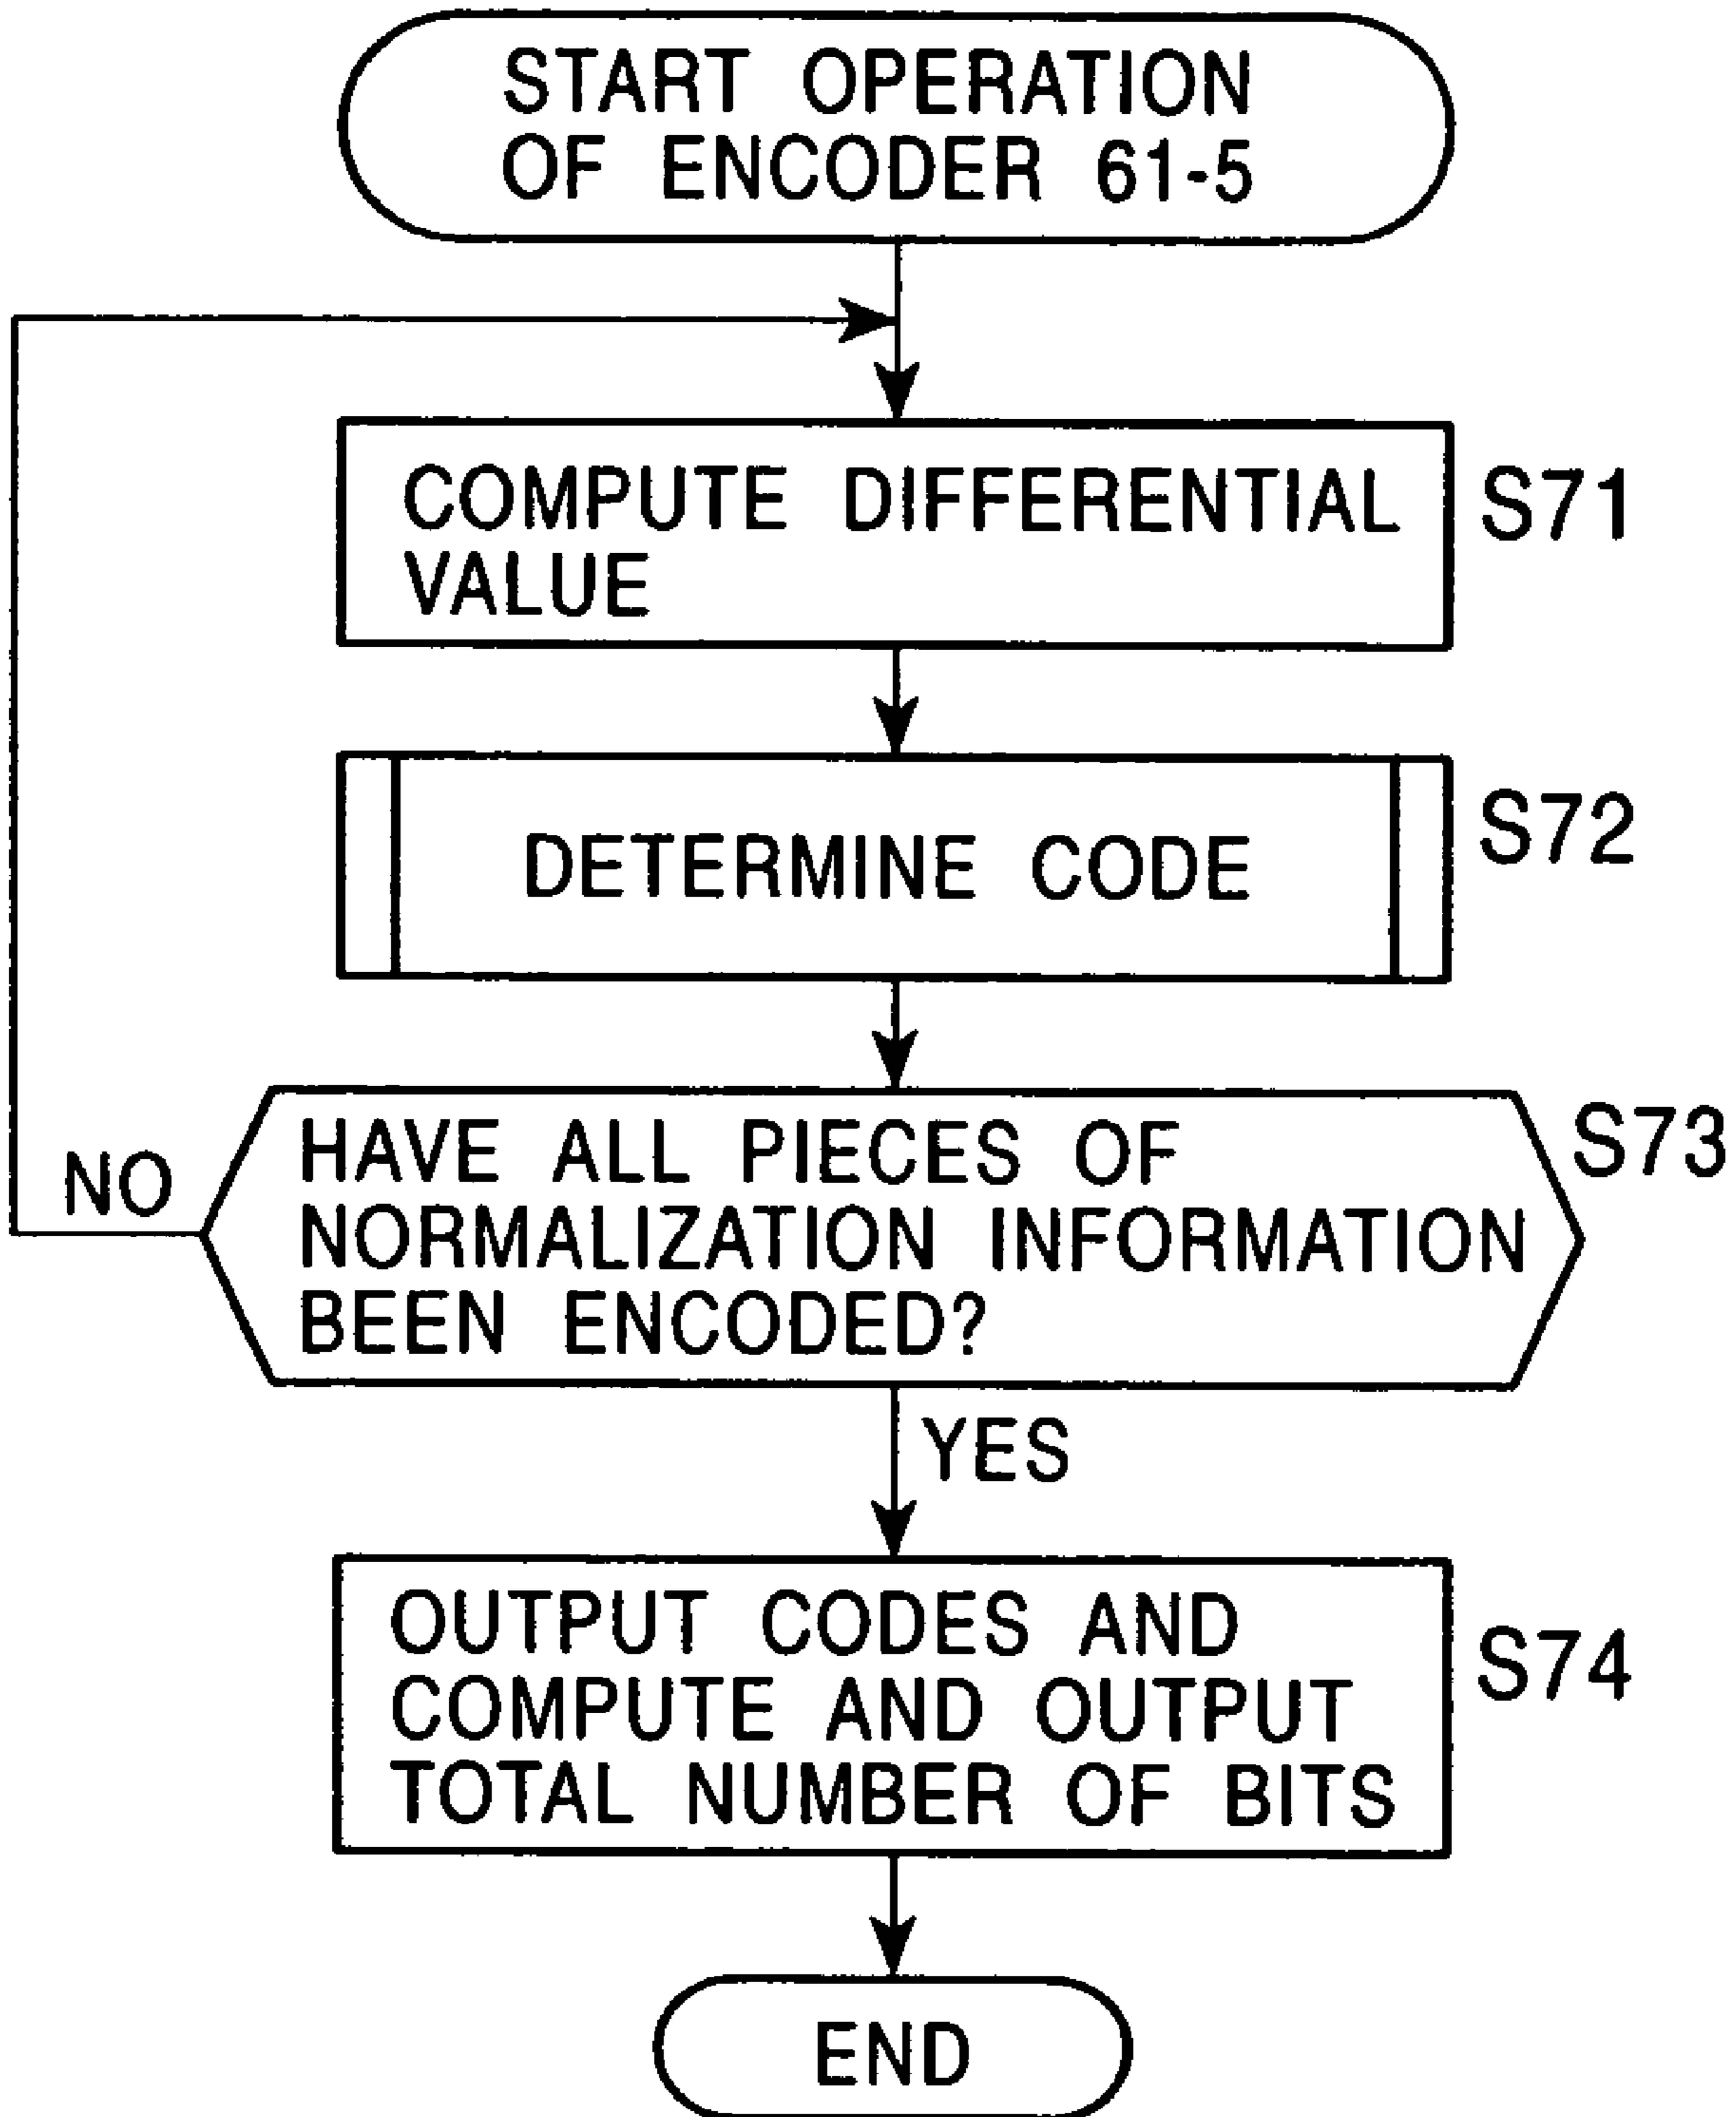 START OPERATION
OF ENCODER 61-5
COMPUTE DIFFERENTIAL
VALUE
S71
DETERMINE CODE
S72
HAVE ALL PIECES OF
NORMALIZATION INFORMATION
BEEN ENCODED?
S73
NO
YES
OUTPUT CODES AND
COMPUTE AND OUTPUT
TOTAL NUMBER OF BITS
S74
END